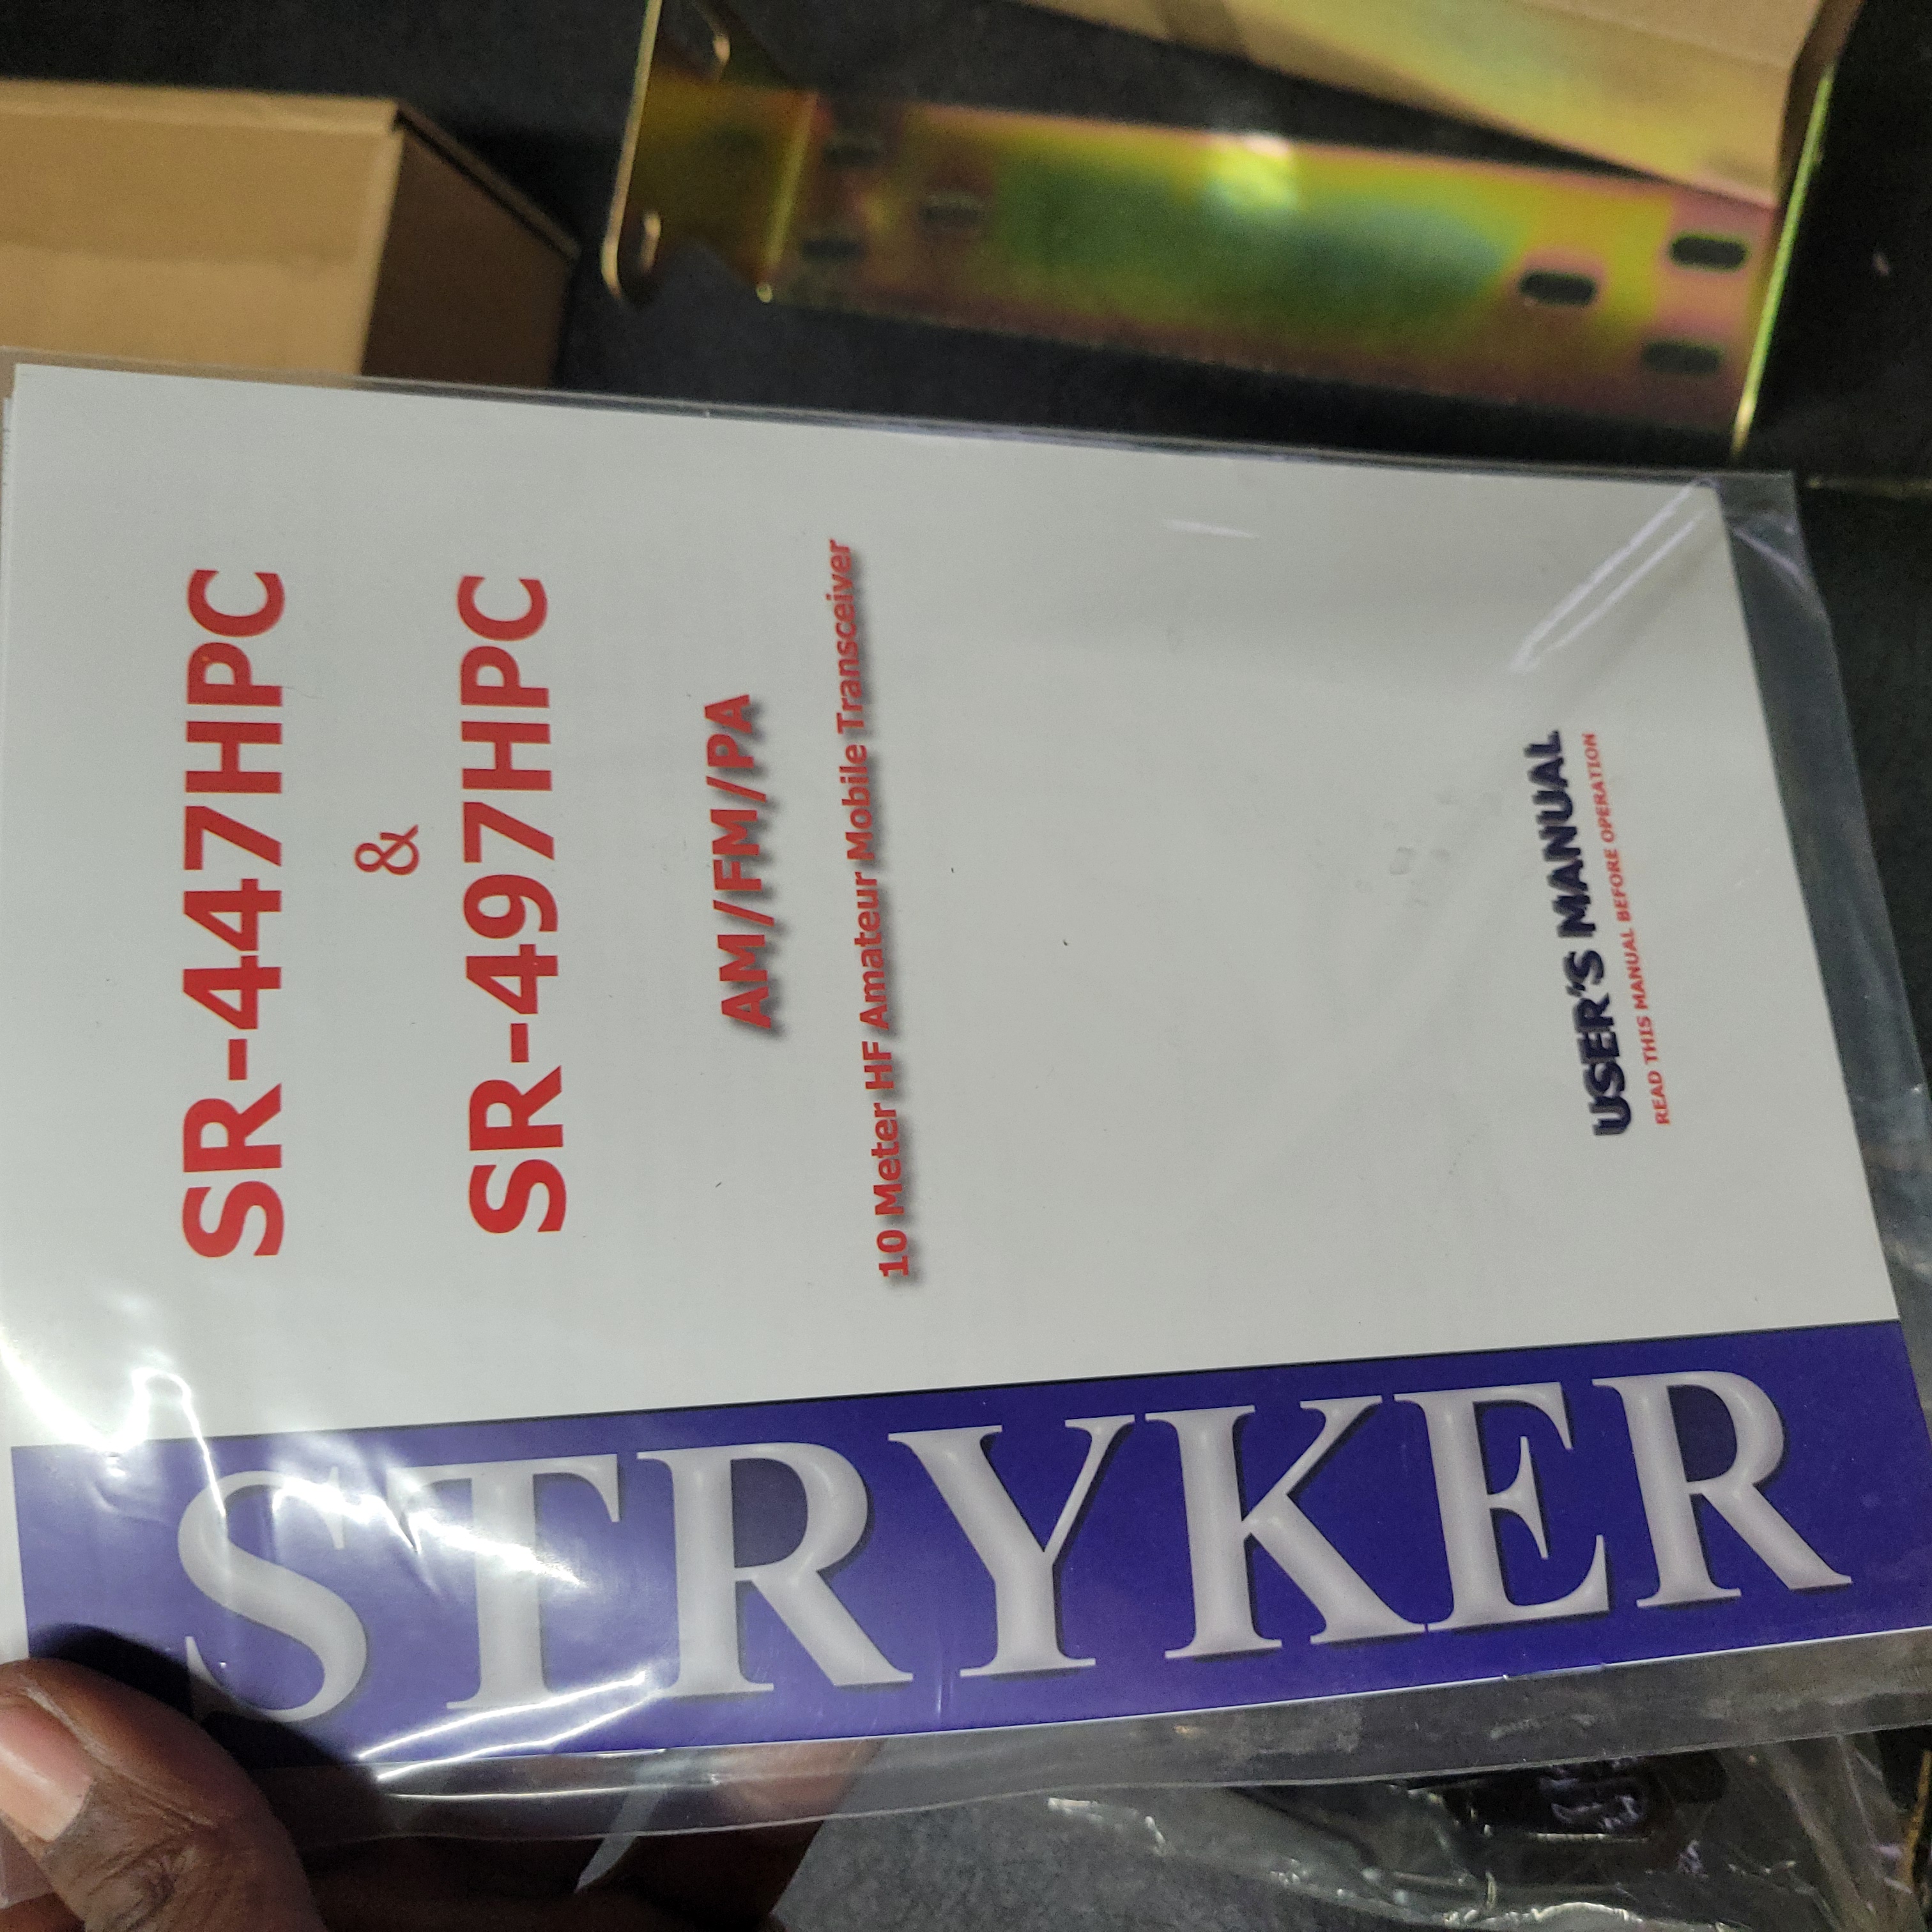 SR-447HPC
&
SR-497HPC
AM/FM/PA
10 Meter HF Amateur Mobile Transceiver
USER'S MANUAL
READ THIS MANUAL BEFORE OPERATION
STRYKER